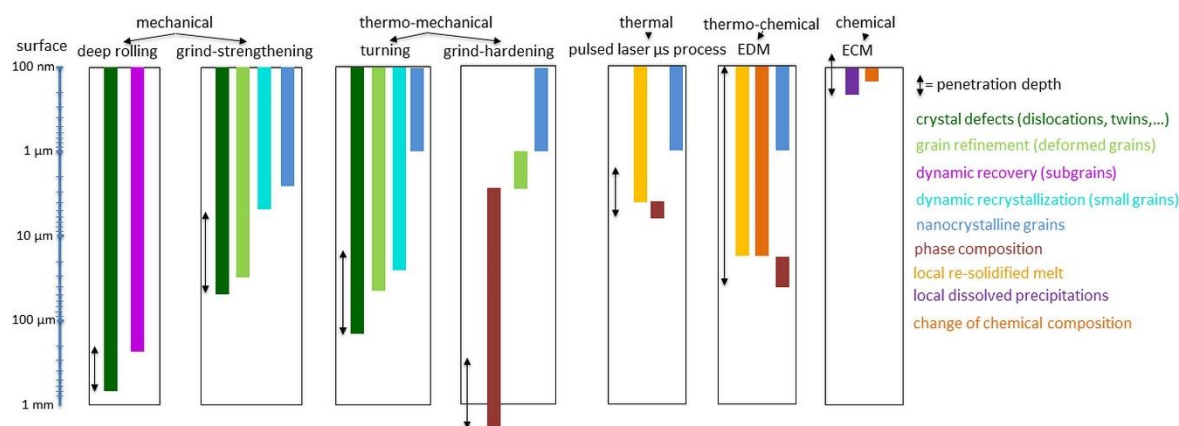 mechanical
thermo-mechanical
thermal
thermo-chemical
chemical
surface
deep rolling
grind-strengthening
turning
grind-hardening
pulsed laser µs process
EDM
ECM
100 nm
1 µm
10 µm
100 µm
1 mm
= penetration depth
crystal defects (dislocations, twins,...)
grain refinement (deformed grains)
dynamic recovery (subgrains)
dynamic recrystallization (small grains)
nanocrystalline grains
phase composition
local re-solidified melt
local dissolved precipitations
change of chemical composition